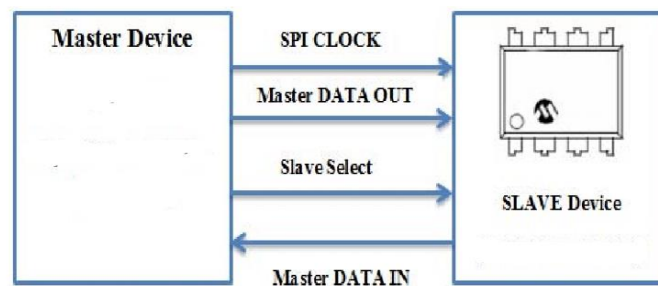 Master Device
SPI CLOCK
Master DATA OUT
Slave Select
SLAVE Device
Master DATA IN